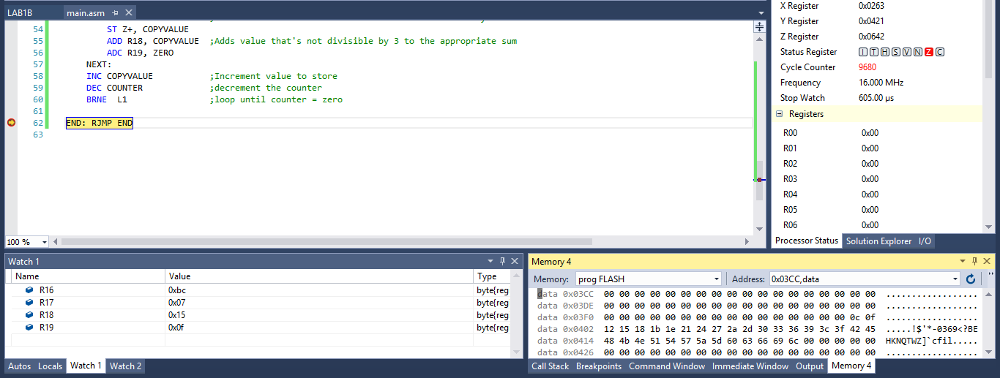 LAB1B
main.asm
54 ST Z+, COPYVALUE
55 ADD R18, COPYVALUE ;Adds value that's not divisible by 3 to the appropriate sum
56 ADC R19, ZERO
57 NEXT:
58 INC COPYVALUE ;Increment value to store
59 DEC COUNTER ;decrement the counter
60 BRNE L1 ;loop until counter = zero
61
62 END: RJMP END
63
100 %
X Register 0x0263
Y Register 0x0421
Z Register 0x0642
Status Register I T H S V N Z C
Cycle Counter 9680
Frequency 16.000 MHz
Stop Watch 605.00 µs
Registers
R00 0x00
R01 0x00
R02 0x00
R03 0x00
R04 0x00
R05 0x00
R06 0x00
Processor Status Solution Explorer I/O
Watch 1
Name Value Type
R16 0xbc byte{reg
R17 0x07 byte{reg
R18 0x15 byte{reg
R19 0x0f byte{reg
Autos Locals Watch 1 Watch 2
Memory 4
Memory: prog FLASH Address: 0x03CC,data
data 0x03CC 00 00 00 00 00 00 00 00 00 00 00 00 00 00 00 00 00 00 ..................
data 0x03DE 00 00 00 00 00 00 00 00 00 00 00 00 00 00 00 00 00 00 ..................
data 0x03F0 00 00 00 00 00 00 00 00 00 00 00 00 00 00 00 00 0c 0f ..................
data 0x0402 12 15 18 1b 1e 21 24 27 2a 2d 30 33 36 39 3c 3f 42 45 .....!$'*-0369<?BE
data 0x0414 48 4b 4e 51 54 57 5a 5d 60 63 66 69 6c 00 00 00 00 00 HKNQTWZ]`cfil.....
data 0x0426 00 00 00 00 00 00 00 00 00 00 00 00 00 00 00 00 00 00 ..................
Call Stack Breakpoints Command Window Immediate Window Output Memory 4